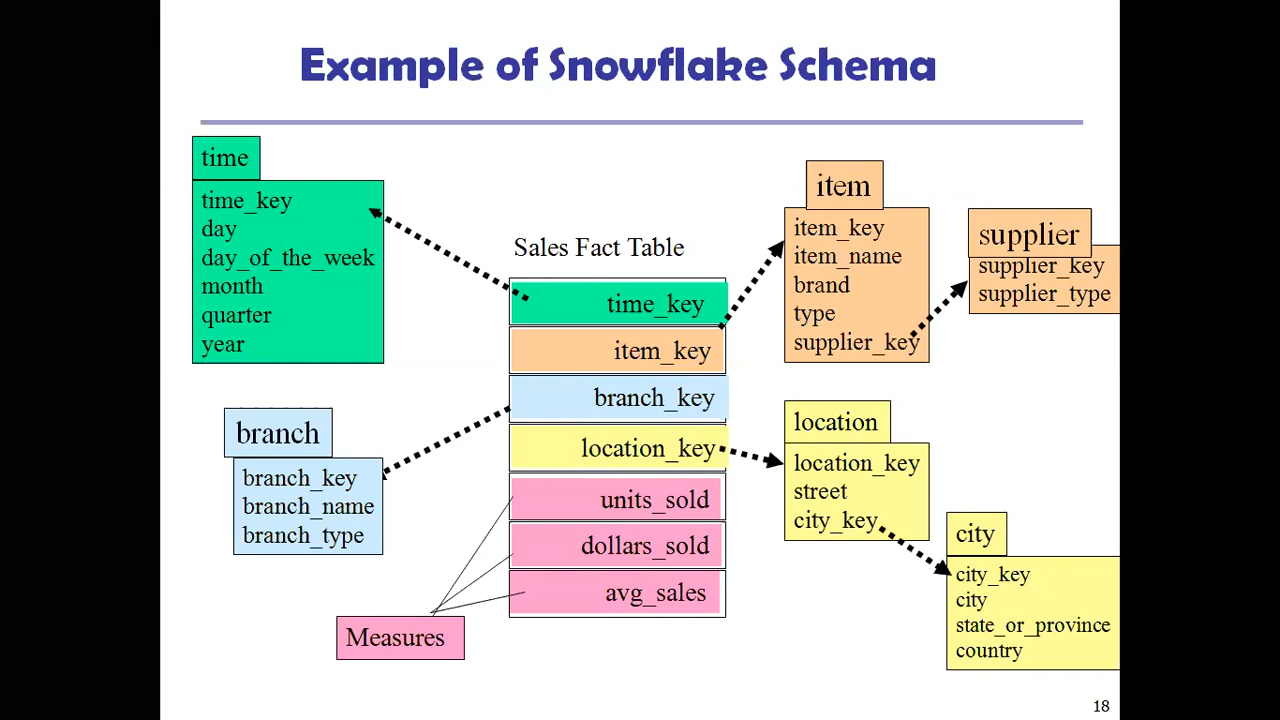 Example of Snowflake Schema
time
time_key
day
day_of_the_week
month
quarter
year
branch
branch_key
branch_name
branch_type
Measures
Sales Fact Table
time_key
item_key
branch_key
location_key
units_sold
dollars_sold
avg_sales
item
item_key
item_name
brand
type
supplier_key
supplier
supplier_key
supplier_type
location
location_key
street
city_key
city
city_key
city
state_or_province
country
18